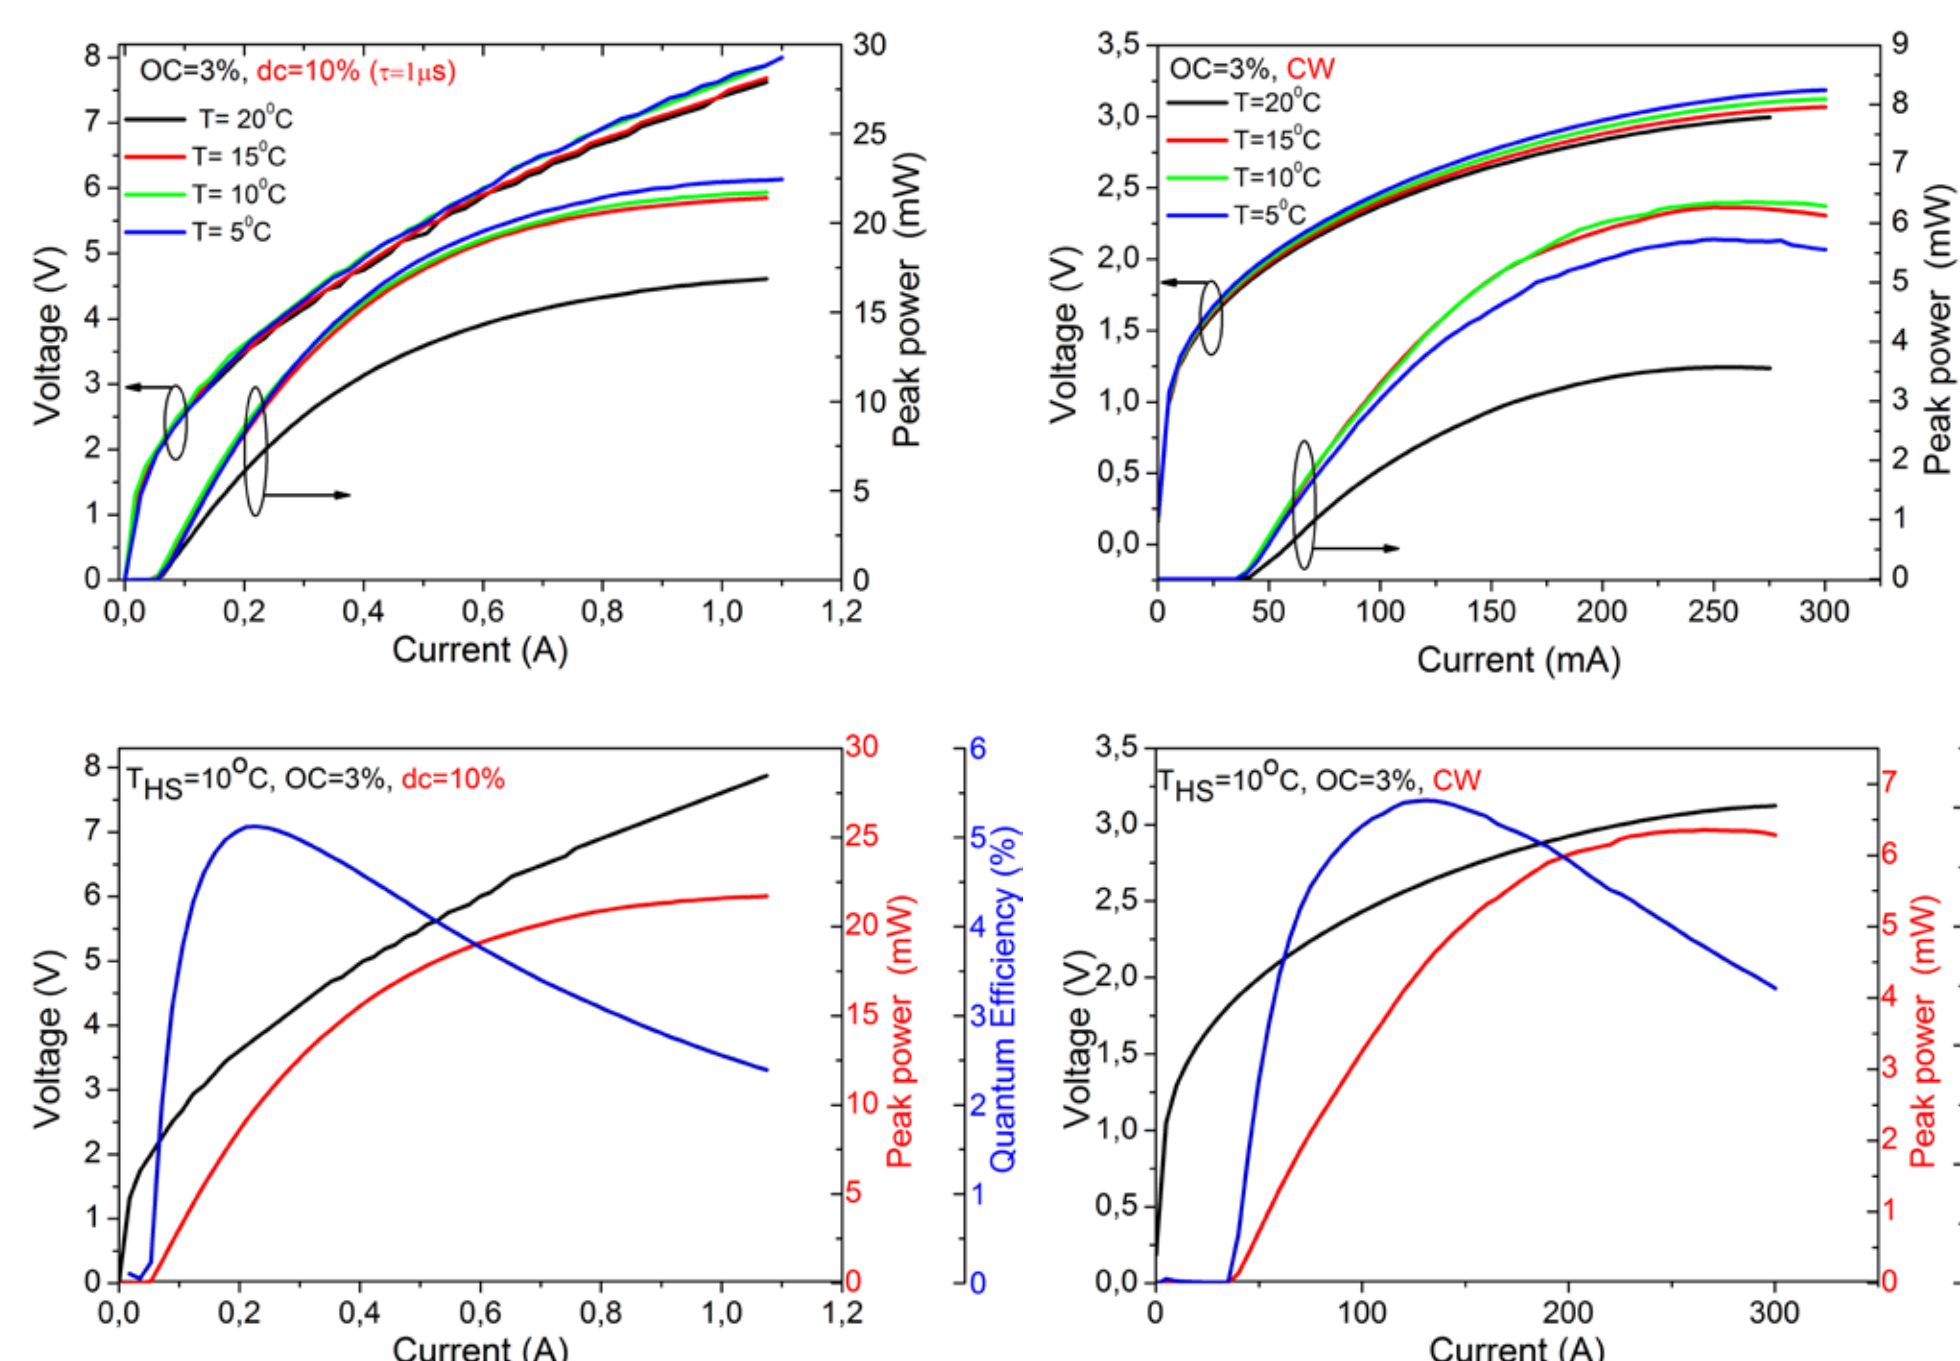 OC=3%, dc=10% (τ=1μs)
T= 20⁰C
T= 15⁰C
T= 10⁰C
T= 5⁰C
Voltage (V)
8
7
6
5
4
3
2
1
0
Peak power (mW)
30
25
20
15
10
5
0
0,0 0,2 0,4 0,6 0,8 1,0 1,2
Current (A)
OC=3%, CW
T=20⁰C
T=15⁰C
T=10⁰C
T=5⁰C
Voltage (V)
3,5
3,0
2,5
2,0
1,5
1,0
0,5
0,0
Peak power (mW)
9
8
7
6
5
4
3
2
1
0
0 50 100 150 200 250 300
Current (mA)
T_HS=10⁰C, OC=3%, dc=10%
Voltage (V)
8
7
6
5
4
3
2
1
0
Peak power (mW)
30
25
20
15
10
5
0
Quantum Efficiency (%)
6
5
4
3
2
1
0
0,0 0,2 0,4 0,6 0,8 1,0 1,2
Current (A)
T_HS=10⁰C, OC=3%, CW
Voltage (V)
3,5
3,0
2,5
2,0
1,5
1,0
0,5
0,0
Peak power (mW)
7
6
5
4
3
2
1
0
0 100 200 300
Current (A)